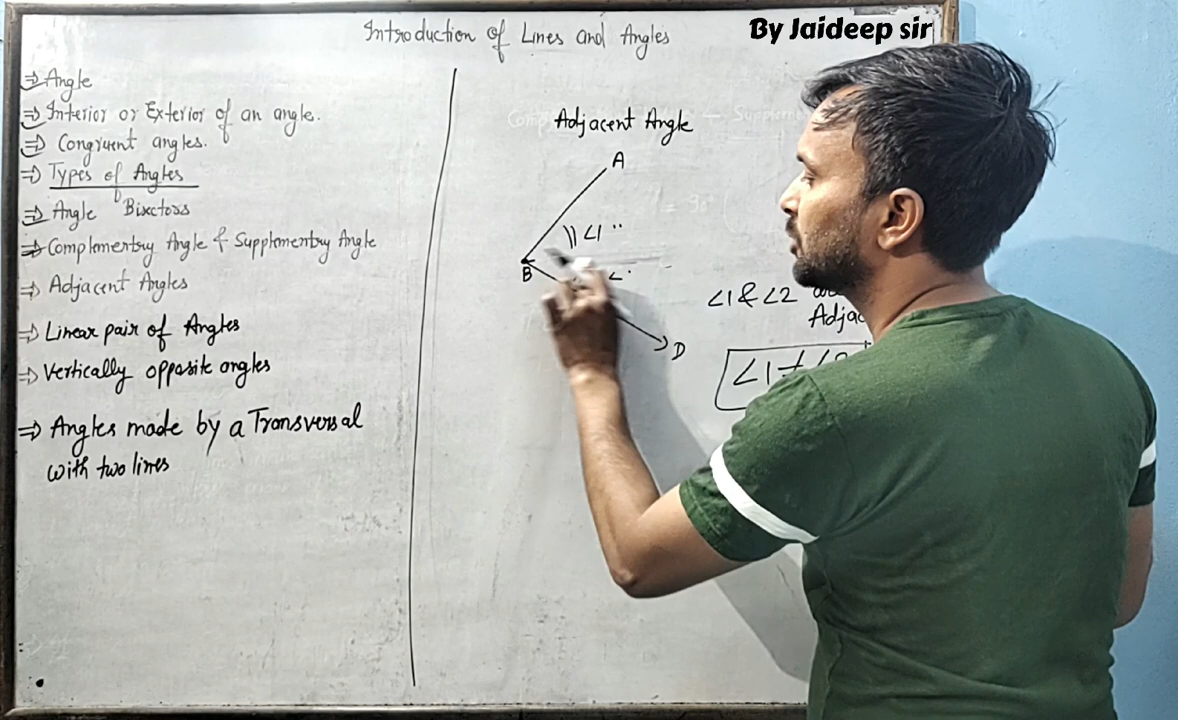 Introduction of Lines and Angles
By Jaideep sir
⇒ Angle
⇒ Interior or Exterior of an angle.
⇒ Congruent angles.
⇒ Types of Angles
⇒ Angle Bisectors
⇒ Complementry Angle & Supplementry Angle
⇒ Adjacent Angles
⇒ Linear pair of Angles
⇒ Vertically opposite angles
⇒ Angles made by a Transversal
with two lines
Adjacent Angle
A
∠1
B
D
∠1 & ∠2
Adjac
∠1